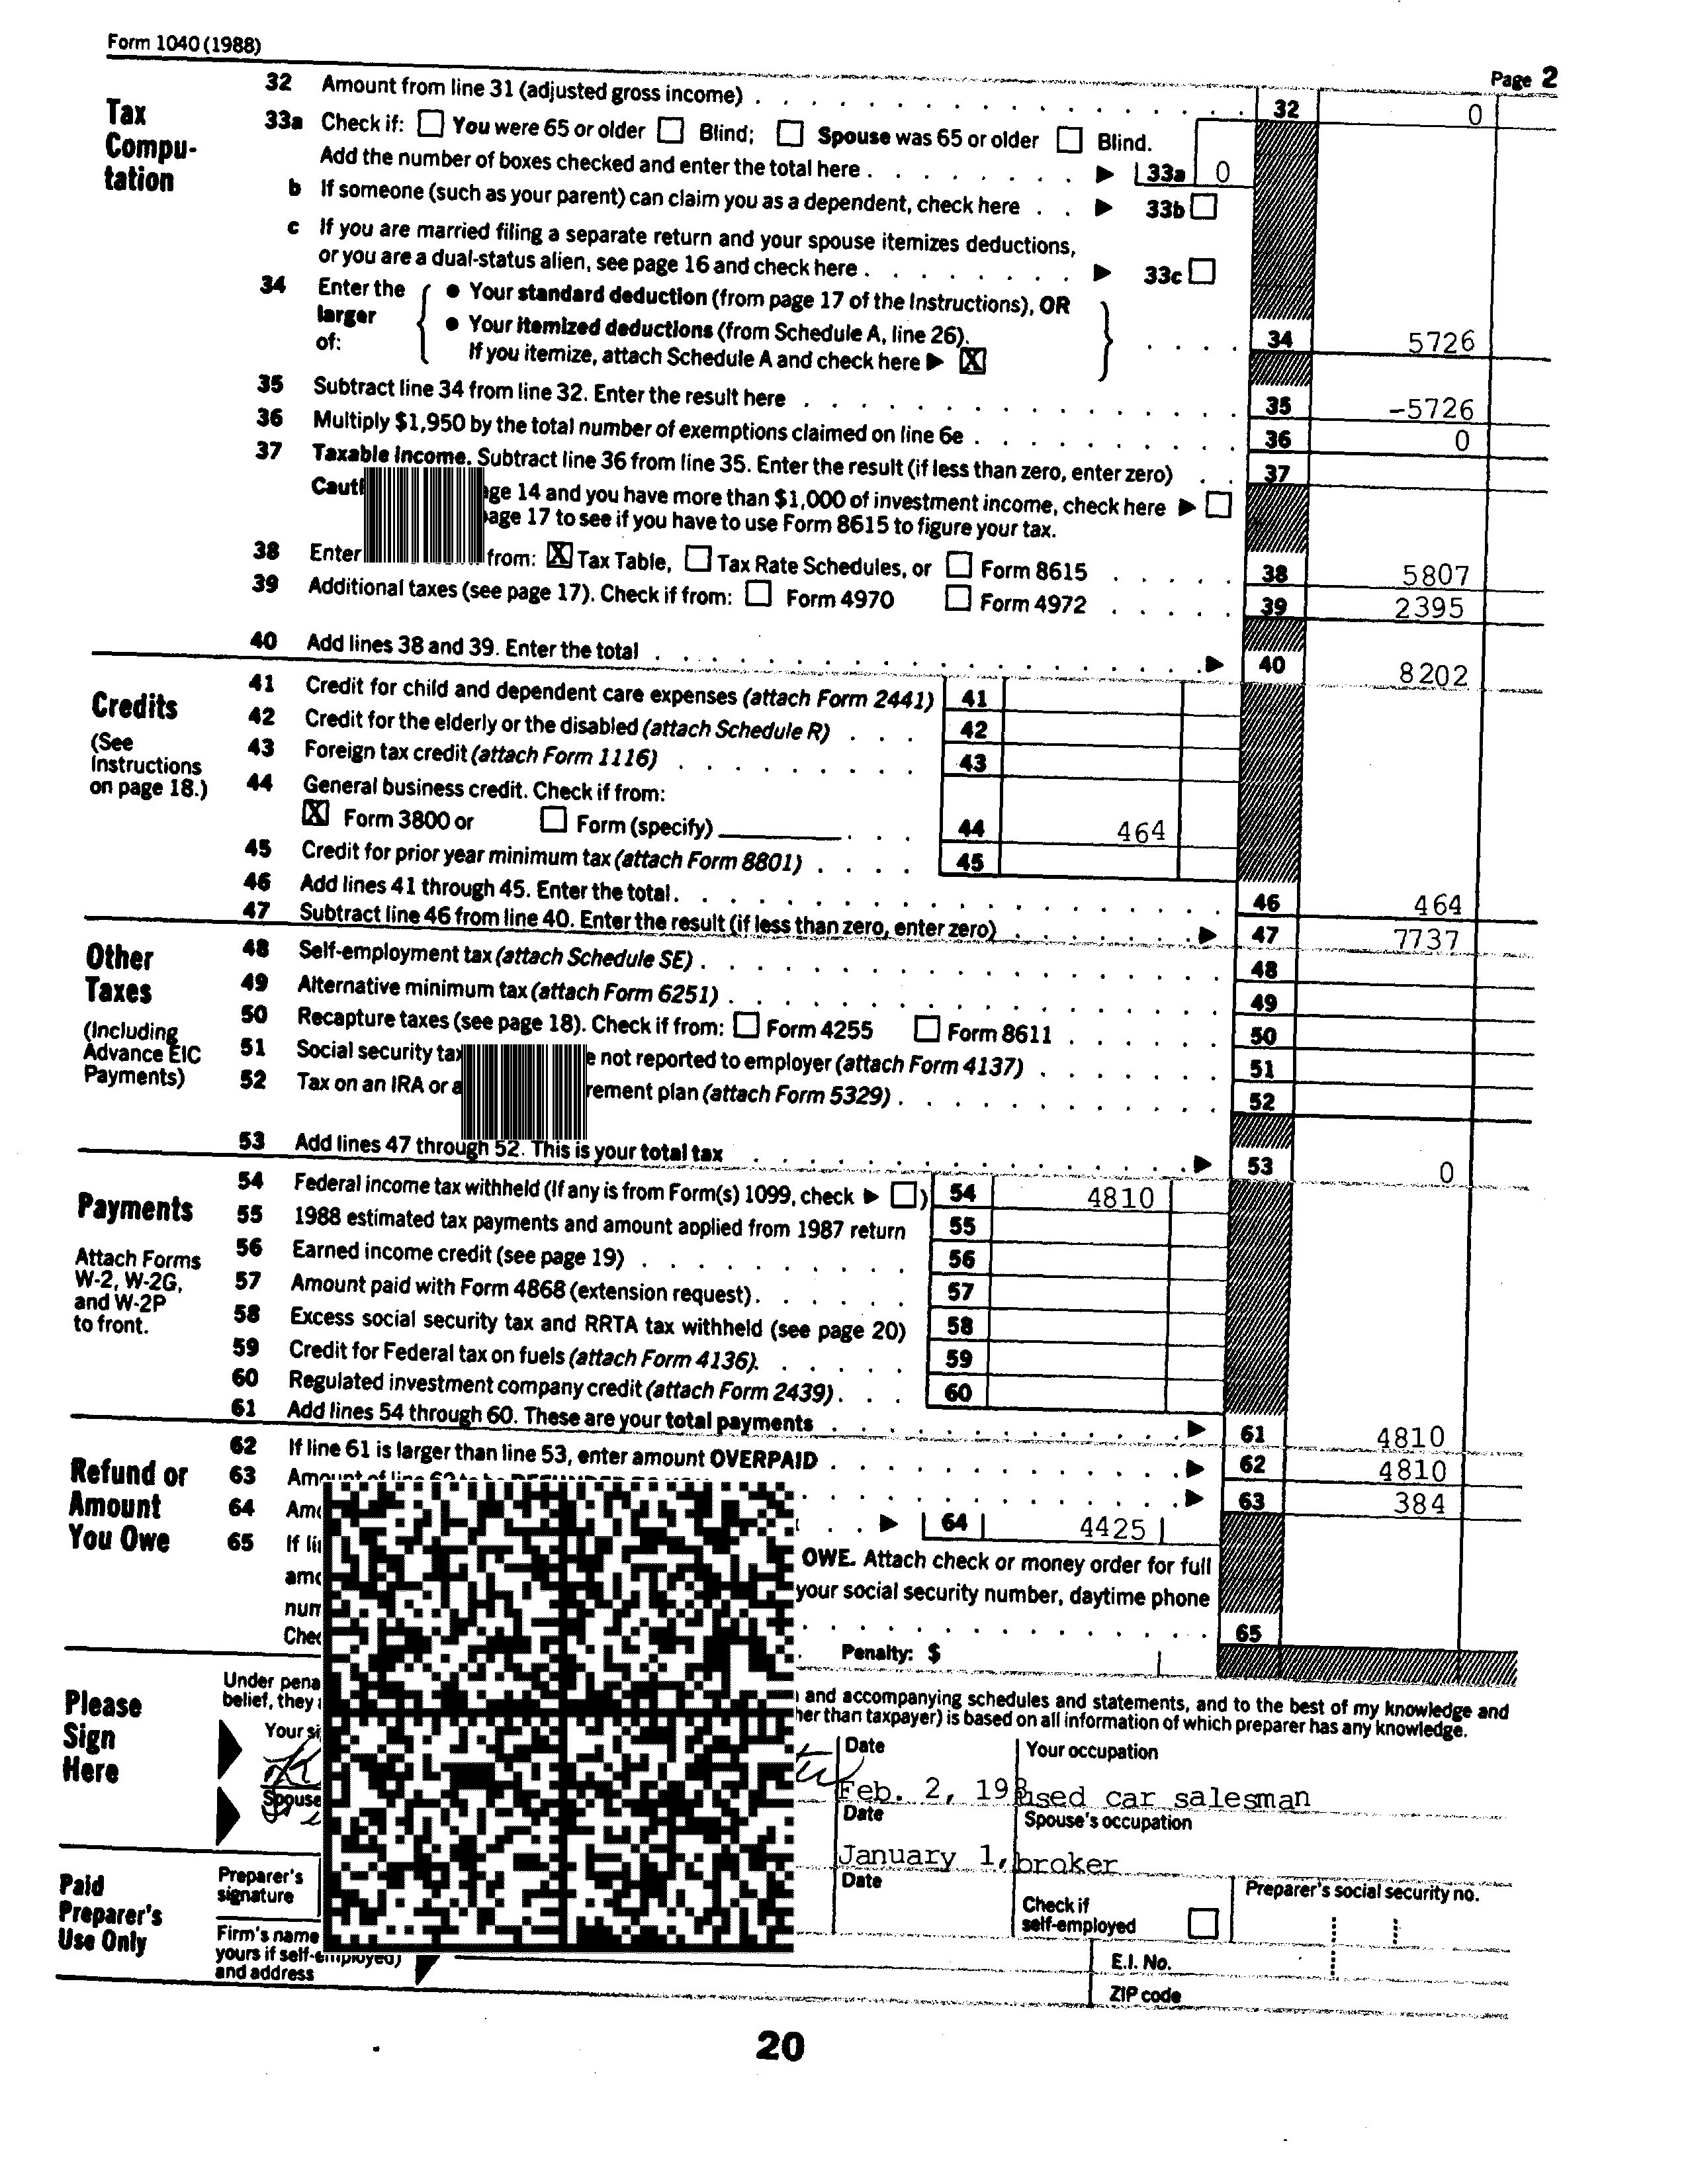 Form 1040 (1988)
Page 2
Tax Compu-tation
32 Amount from line 31 (adjusted gross income) . . . . 32 0
33a Check if: You were 65 or older Blind; Spouse was 65 or older Blind.
Add the number of boxes checked and enter the total here . . . . 33a 0
b If someone (such as your parent) can claim you as a dependent, check here . . 33b
c If you are married filing a separate return and your spouse itemizes deductions,
or you are a dual-status alien, see page 16 and check here . . . . 33c
34 Enter the larger of: • Your standard deduction (from page 17 of the Instructions), OR
• Your itemized deductions (from Schedule A, line 26).
If you itemize, attach Schedule A and check here X . . . . 34 5726
35 Subtract line 34 from line 32. Enter the result here . . . . 35 -5726
36 Multiply $1,950 by the total number of exemptions claimed on line 6e . . . . 36 0
37 Taxable income. Subtract line 36 from line 35. Enter the result (if less than zero, enter zero) . . 37
ge 14 and you have more than $1,000 of investment income, check here
page 17 to see if you have to use Form 8615 to figure your tax.
38 Enter from: X Tax Table, Tax Rate Schedules, or Form 8615 . . . . 38 5807
39 Additional taxes (see page 17). Check if from: Form 4970 Form 4972 . . . . 39 2395
40 Add lines 38 and 39. Enter the total . . . . 40 8202
Credits
(See Instructions on page 18.)
41 Credit for child and dependent care expenses (attach Form 2441) 41
42 Credit for the elderly or the disabled (attach Schedule R) . . . 42
43 Foreign tax credit (attach Form 1116) . . . . 43
44 General business credit. Check if from:
X Form 3800 or Form (specify) . . . 44 464
45 Credit for prior year minimum tax (attach Form 8801) . . . . 45
46 Add lines 41 through 45. Enter the total. . . . 46 464
47 Subtract line 46 from line 40. Enter the result (if less than zero, enter zero) . . . . 47 7737
Other Taxes
(Including Advance EIC Payments)
48 Self-employment tax (attach Schedule SE) . . . . 48
49 Alternative minimum tax (attach Form 6251) . . . . 49
50 Recapture taxes (see page 18). Check if from: Form 4255 Form 8611 . . . . 50
51 Social security tax not reported to employer (attach Form 4137) . . . . 51
52 Tax on an IRA or a rement plan (attach Form 5329) . . . . 52
53 Add lines 47 through 52. This is your total tax . . . . 53 0
Payments
Attach Forms W-2, W-2G, and W-2P to front.
54 Federal income tax withheld (If any is from Form(s) 1099, check ) 54 4810
55 1988 estimated tax payments and amount applied from 1987 return 55
56 Earned income credit (see page 19) . . . . 56
57 Amount paid with Form 4868 (extension request) . . . . 57
58 Excess social security tax and RRTA tax withheld (see page 20) 58
59 Credit for Federal tax on fuels (attach Form 4136). . . . 59
60 Regulated investment company credit (attach Form 2439) . . . 60
61 Add lines 54 through 60. These are your total payments . . . . 61 4810
Refund or Amount You Owe
62 If line 61 is larger than line 53, enter amount OVERPAID . . . . 62 4810
63 . . . . 63 384
64 . . 64 4425
65 If OWE. Attach check or money order for full
your social security number, daytime phone
. . . . 65
Penalty: $
Please Sign Here
Under
and accompanying schedules and statements, and to the best of my knowledge and
belief, they than taxpayer) is based on all information of which preparer has any knowledge.
Your Date Your occupation
Feb. 2, 198 used car salesman
Spouse Date Spouse's occupation
January 1, broker
Paid Preparer's Use Only
Preparer's signature Date Check if self-employed Preparer's social security no.
Firm's name
yours if self-employed)
and address
E.I. No.
ZIP code
20